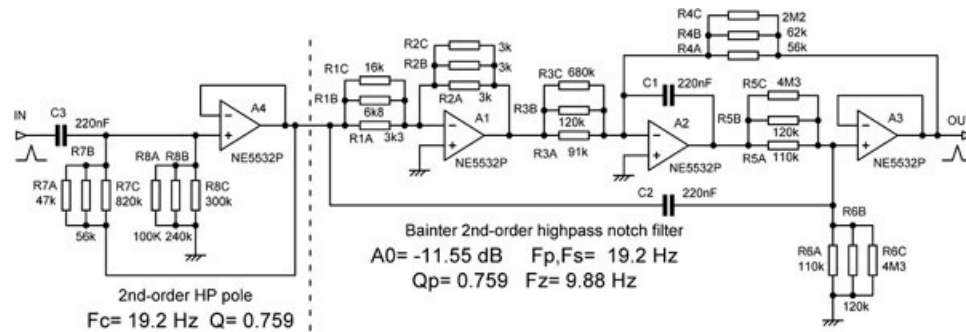 R4C 2M2
R4B 62k
R4A 56k
R2C 3k
R2B 3k
R2A 3k
R1C 16k
R1B 6k8
R1A 3k3
R3C 680k
R3B 120k
R3A 91k
C1 220nF
R5C 4M3
R5B 120k
R5A 110k
A4
NE5532P
A1
NE5532P
A2
NE5532P
A3
NE5532P
IN
OU
C3
220nF
R7B
R7A
47k
R7C
820k
56k
R8A R8B
R8C
300k
100K 240k
C2 220nF
R6B
R6A
110k
R6C
4M3
120k
Bainter 2nd-order highpass notch filter
A0= -11.55 dB Fp,Fs= 19.2 Hz
Qp= 0.759 Fz= 9.88 Hz
2nd-order HP pole
Fc= 19.2 Hz Q= 0.759